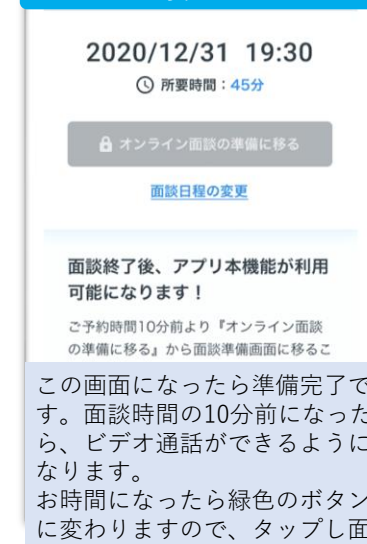 2020/12/31 19:30
所要時間：45分
オンライン面談の準備に移る
面談日程の変更
面談終了後、アプリ本機能が利用
可能になります！
ご予約時間10分前より『オンライン面談
の準備に移る』から面談準備画面に移るこ
この画面になったら準備完了で
す。面談時間の10分前になった
ら、ビデオ通話ができるように
なります。
お時間になったら緑色のボタン
に変わりますので、タップし面